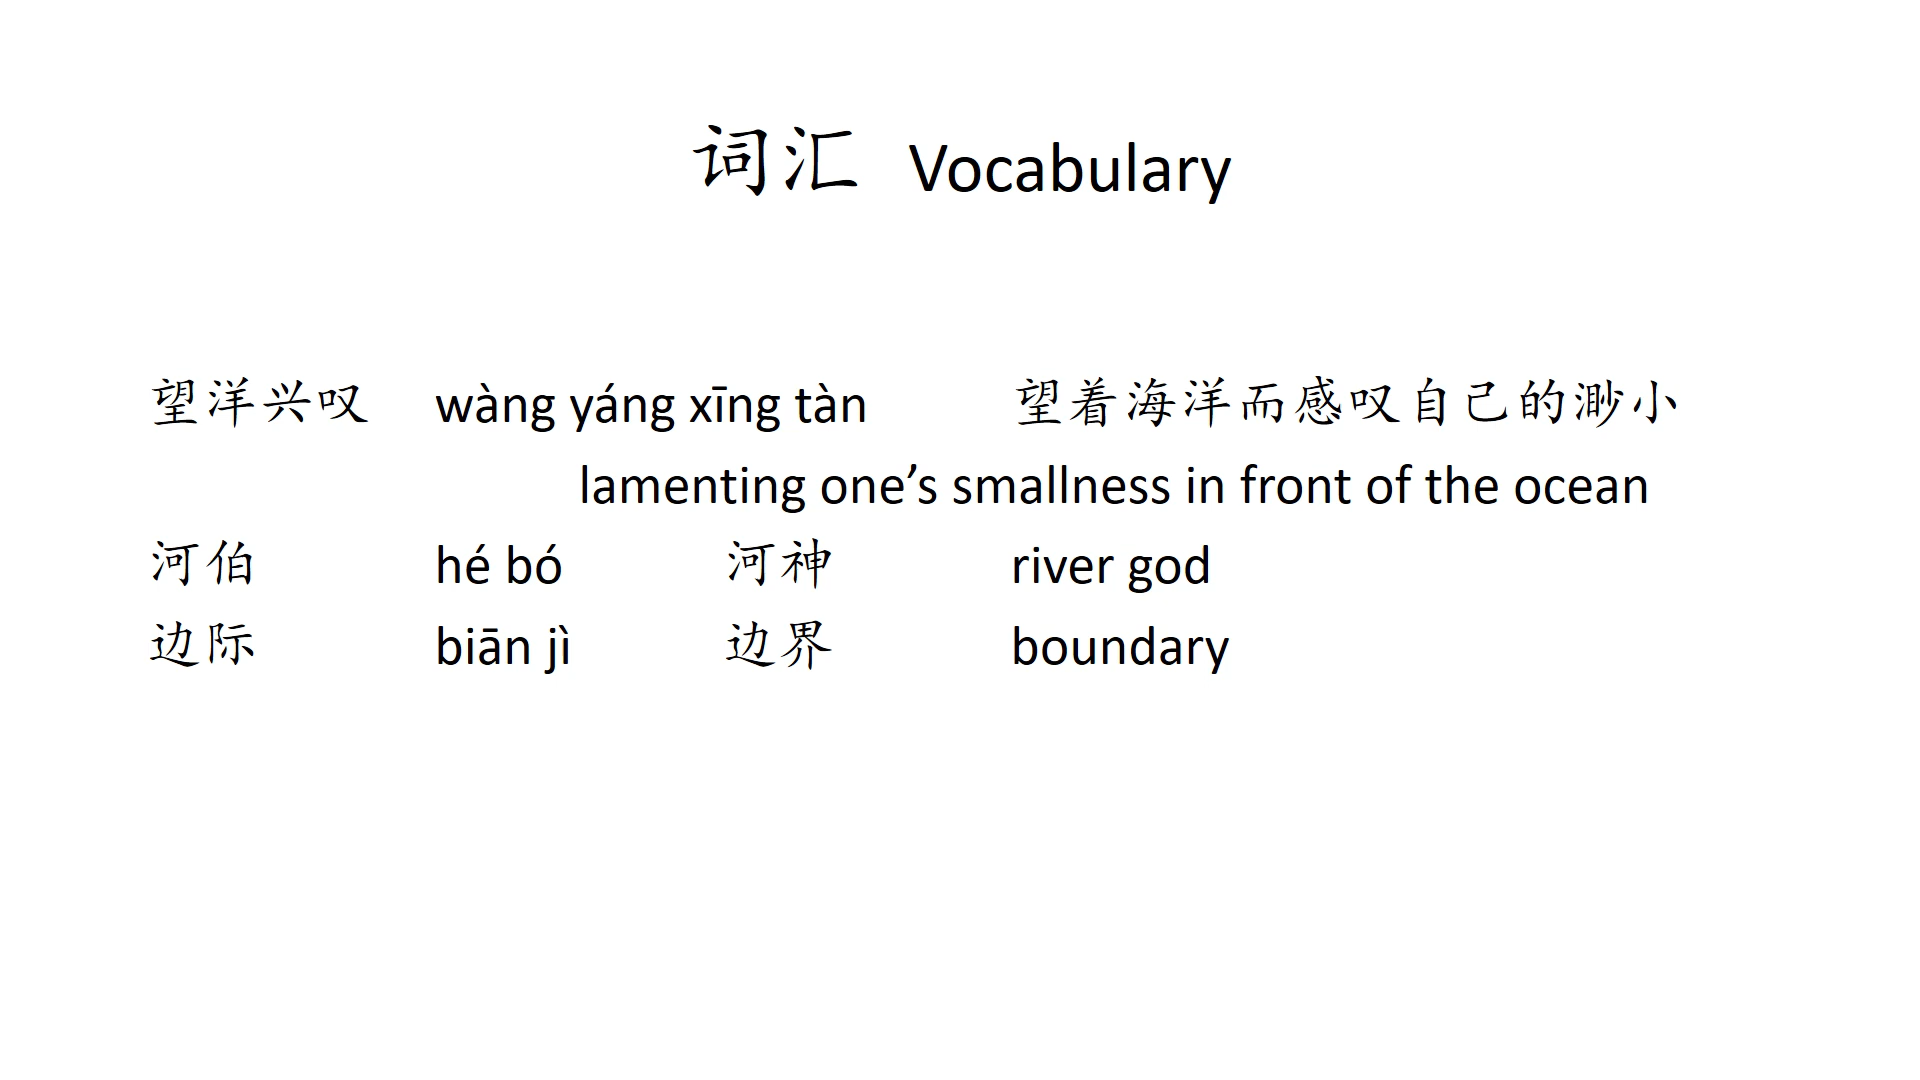 词汇 Vocabulary
望洋兴叹 wàng yáng xīng tàn 望着海洋而感叹自己的渺小
lamenting one’s smallness in front of the ocean
河伯 hé bó 河神 river god
边际 biān jì 边界 boundary